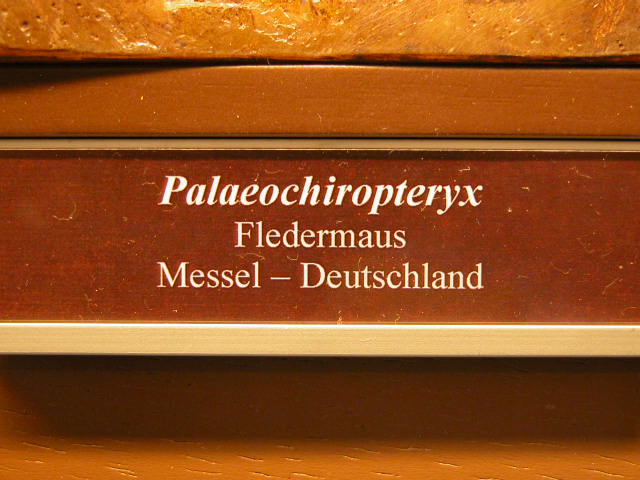 Palaeochiropteryx
Fledermaus
Messel – Deutschland